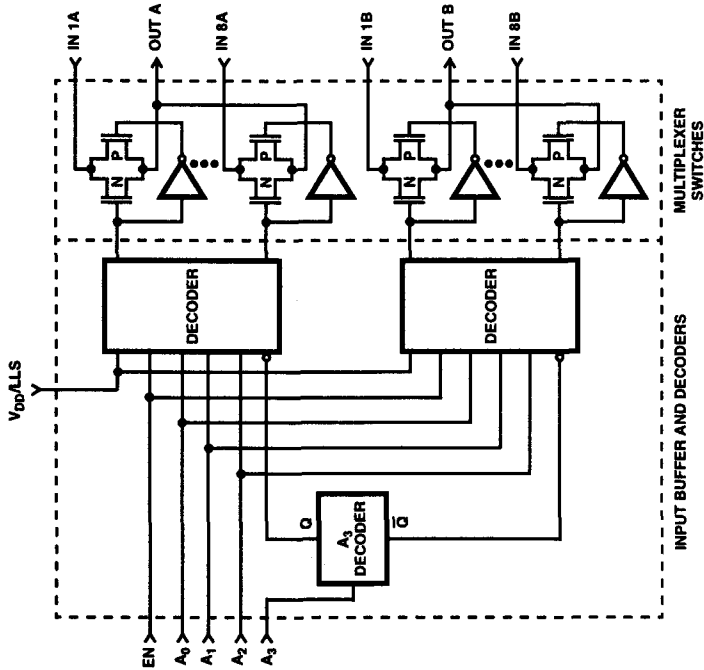 IN 1A
OUT A
IN 8A
IN 1B
OUT B
IN 8B
N P
N P
N P
N P
MULTIPLEXER
SWITCHES
DECODER
DECODER
V_DD/LLS
Q
A₃
DECODER
Q̅
INPUT BUFFER AND DECODERS
EN
A₀
A₁
A₂
A₃